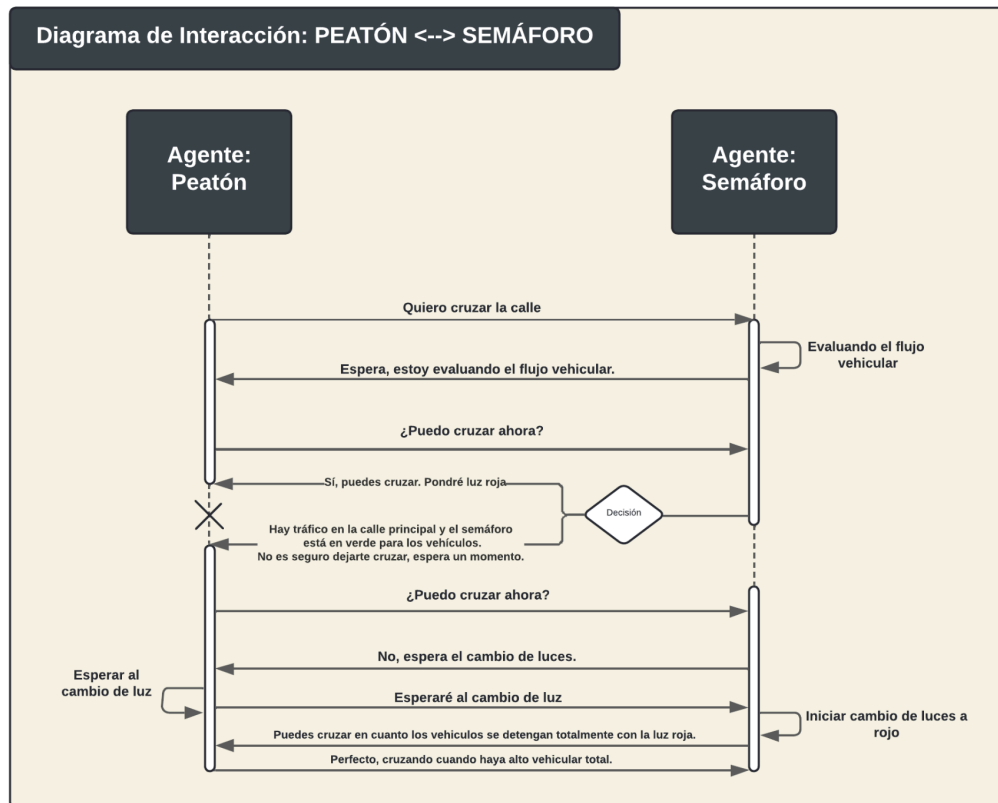 Diagrama de Interacción: PEATÓN <--> SEMÁFORO
Agente:
Peatón
Agente:
Semáforo
Quiero cruzar la calle
Evaluando el flujo
vehicular
Espera, estoy evaluando el flujo vehicular.
¿Puedo cruzar ahora?
Sí, puedes cruzar. Pondré luz roja
Decisión
Hay tráfico en la calle principal y el semáforo
está en verde para los vehículos.
No es seguro dejarte cruzar, espera un momento.
¿Puedo cruzar ahora?
No, espera el cambio de luces.
Esperar al
cambio de luz
Esperaré al cambio de luz
Iniciar cambio de luces a
rojo
Puedes cruzar en cuanto los vehiculos se detengan totalmente con la luz roja.
Perfecto, cruzando cuando haya alto vehicular total.